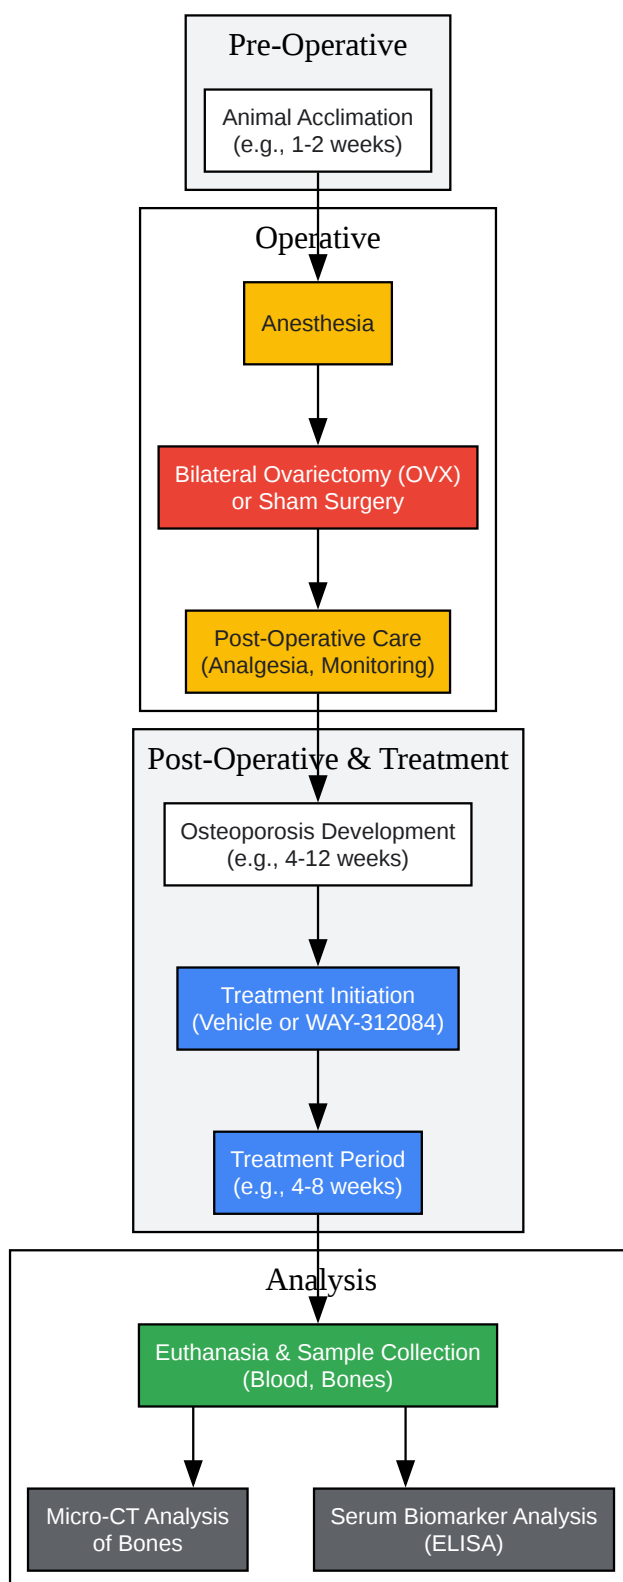 Pre-Operative
Animal Acclimation
(e.g., 1-2 weeks)
Operative
Anesthesia
Bilateral Ovariectomy (OVX)
or Sham Surgery
Post-Operative Care
(Analgesia, Monitoring)
Post-Operative & Treatment
Osteoporosis Development
(e.g., 4-12 weeks)
Treatment Initiation
(Vehicle or WAY-312084)
Treatment Period
(e.g., 4-8 weeks)
Analysis
Euthanasia & Sample Collection
(Blood, Bones)
Micro-CT Analysis
of Bones
Serum Biomarker Analysis
(ELISA)